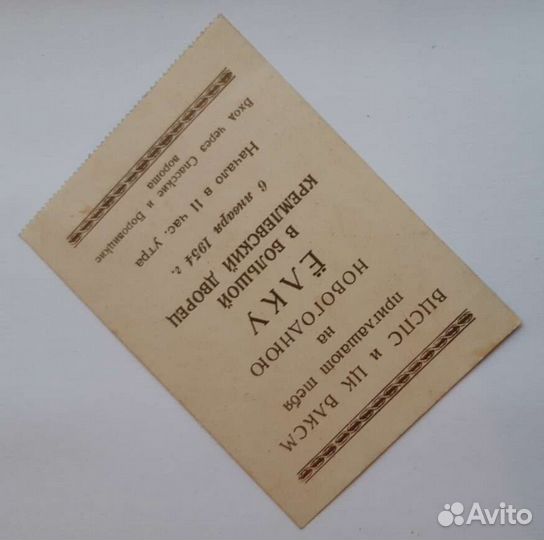 ВЦСПС и ЦК ВЛКСМ
приглашают тебя
на
НОВОГОДНЮЮ
ЁЛКУ
В БОЛЬШОЙ
КРЕМЛЕВСКИЙ ДВОРЕЦ
6 января 1954 г.
Начало в 11 час. утра
Вход через Спасские и Боровицкие
ворота
Avito